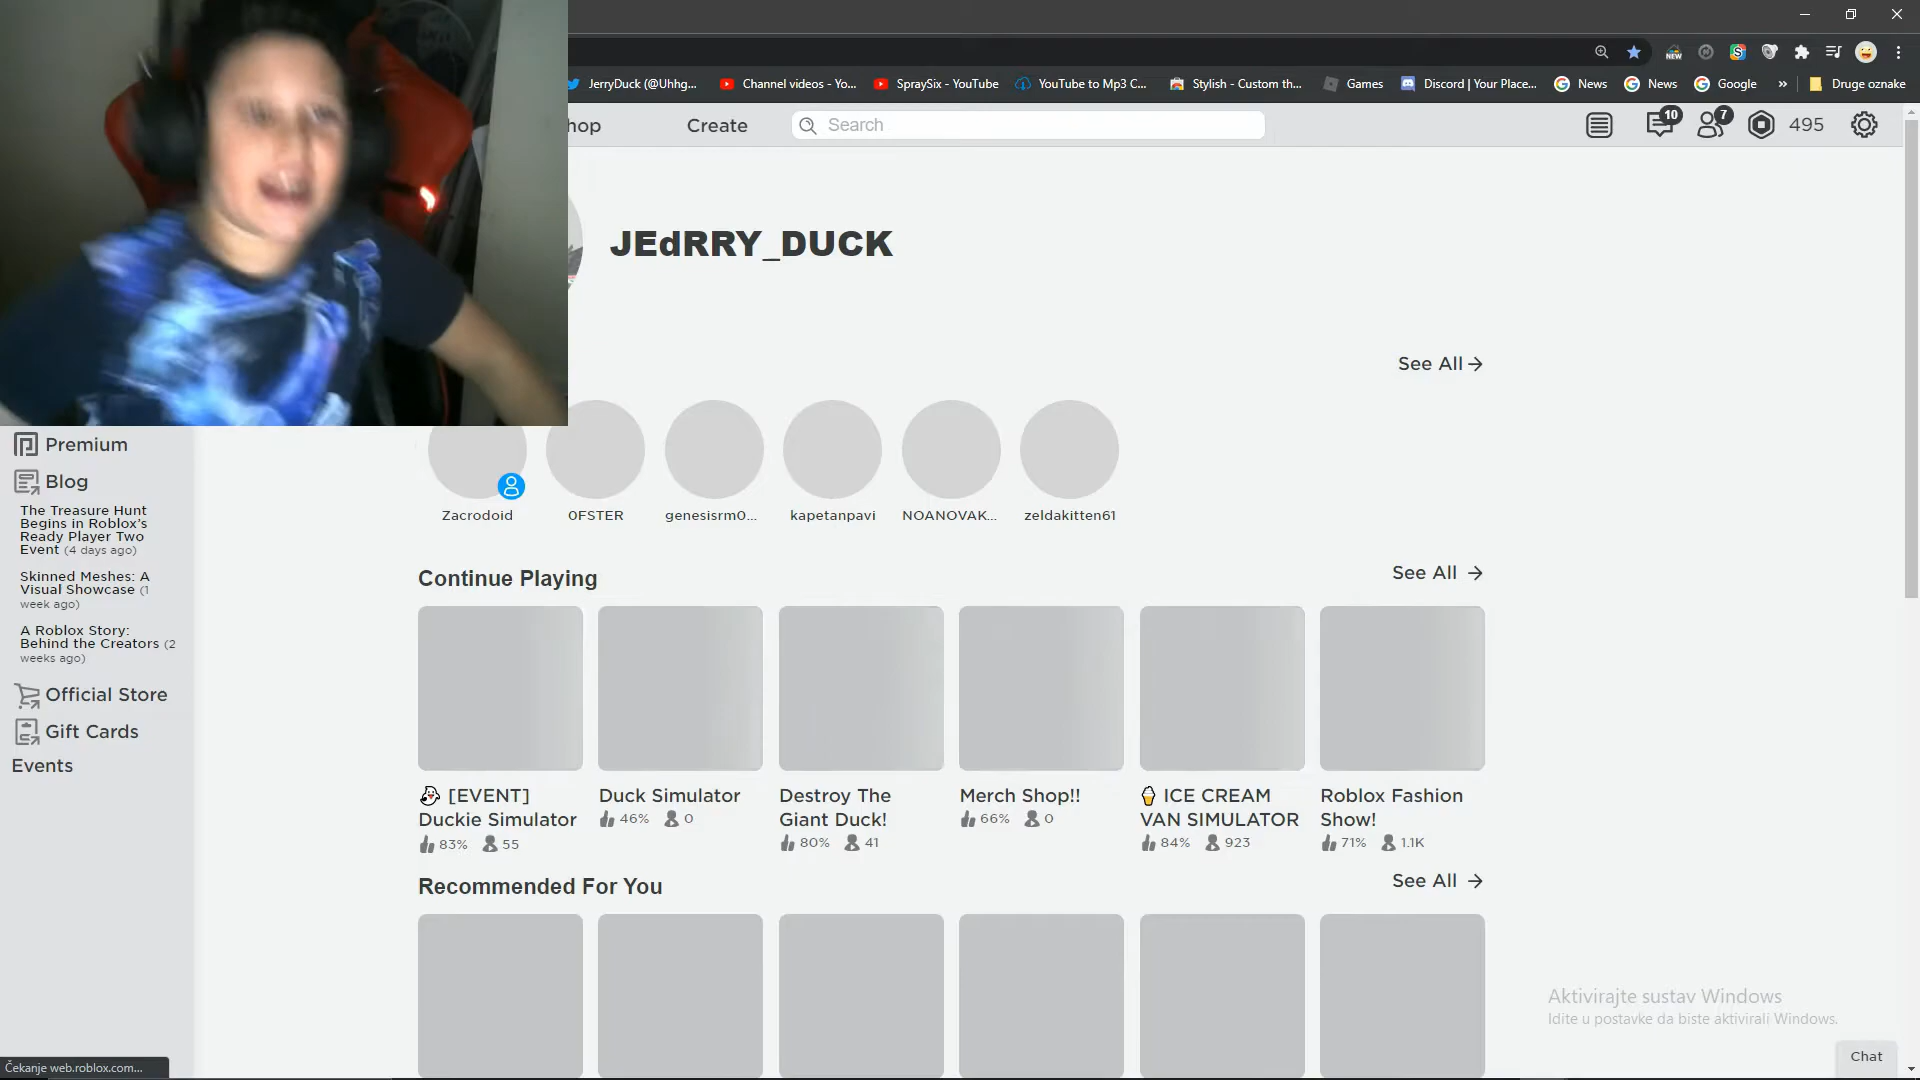 JerryDuck (@Uhhg...
Channel videos - Yo...
SpraySix - YouTube
YouTube to Mp3 C...
Stylish - Custom th...
Games
Discord | Your Place...
News
News
Google
»
Druge oznake
NEW
hop
Create
Search
10
7
495
JEdRRY_DUCK
See All
Premium
Blog
The Treasure Hunt
Begins in Roblox's
Ready Player Two
Event (4 days ago)
Skinned Meshes: A
Visual Showcase (1
week ago)
A Roblox Story:
Behind the Creators (2
weeks ago)
Official Store
Gift Cards
Events
Zacrodoid
0FSTER
genesisrm0...
kapetanpavi
NOANOVAK...
zeldakitten61
Continue Playing
See All
[EVENT]
Duckie Simulator
83% 55
Duck Simulator
46% 0
Destroy The
Giant Duck!
80% 41
Merch Shop!!
66% 0
ICE CREAM
VAN SIMULATOR
84% 923
Roblox Fashion
Show!
71% 1.1K
Recommended For You
See All
Aktivirajte sustav Windows
Idite u postavke da biste aktivirali Windows.
Chat
Čekanje web.roblox.com...